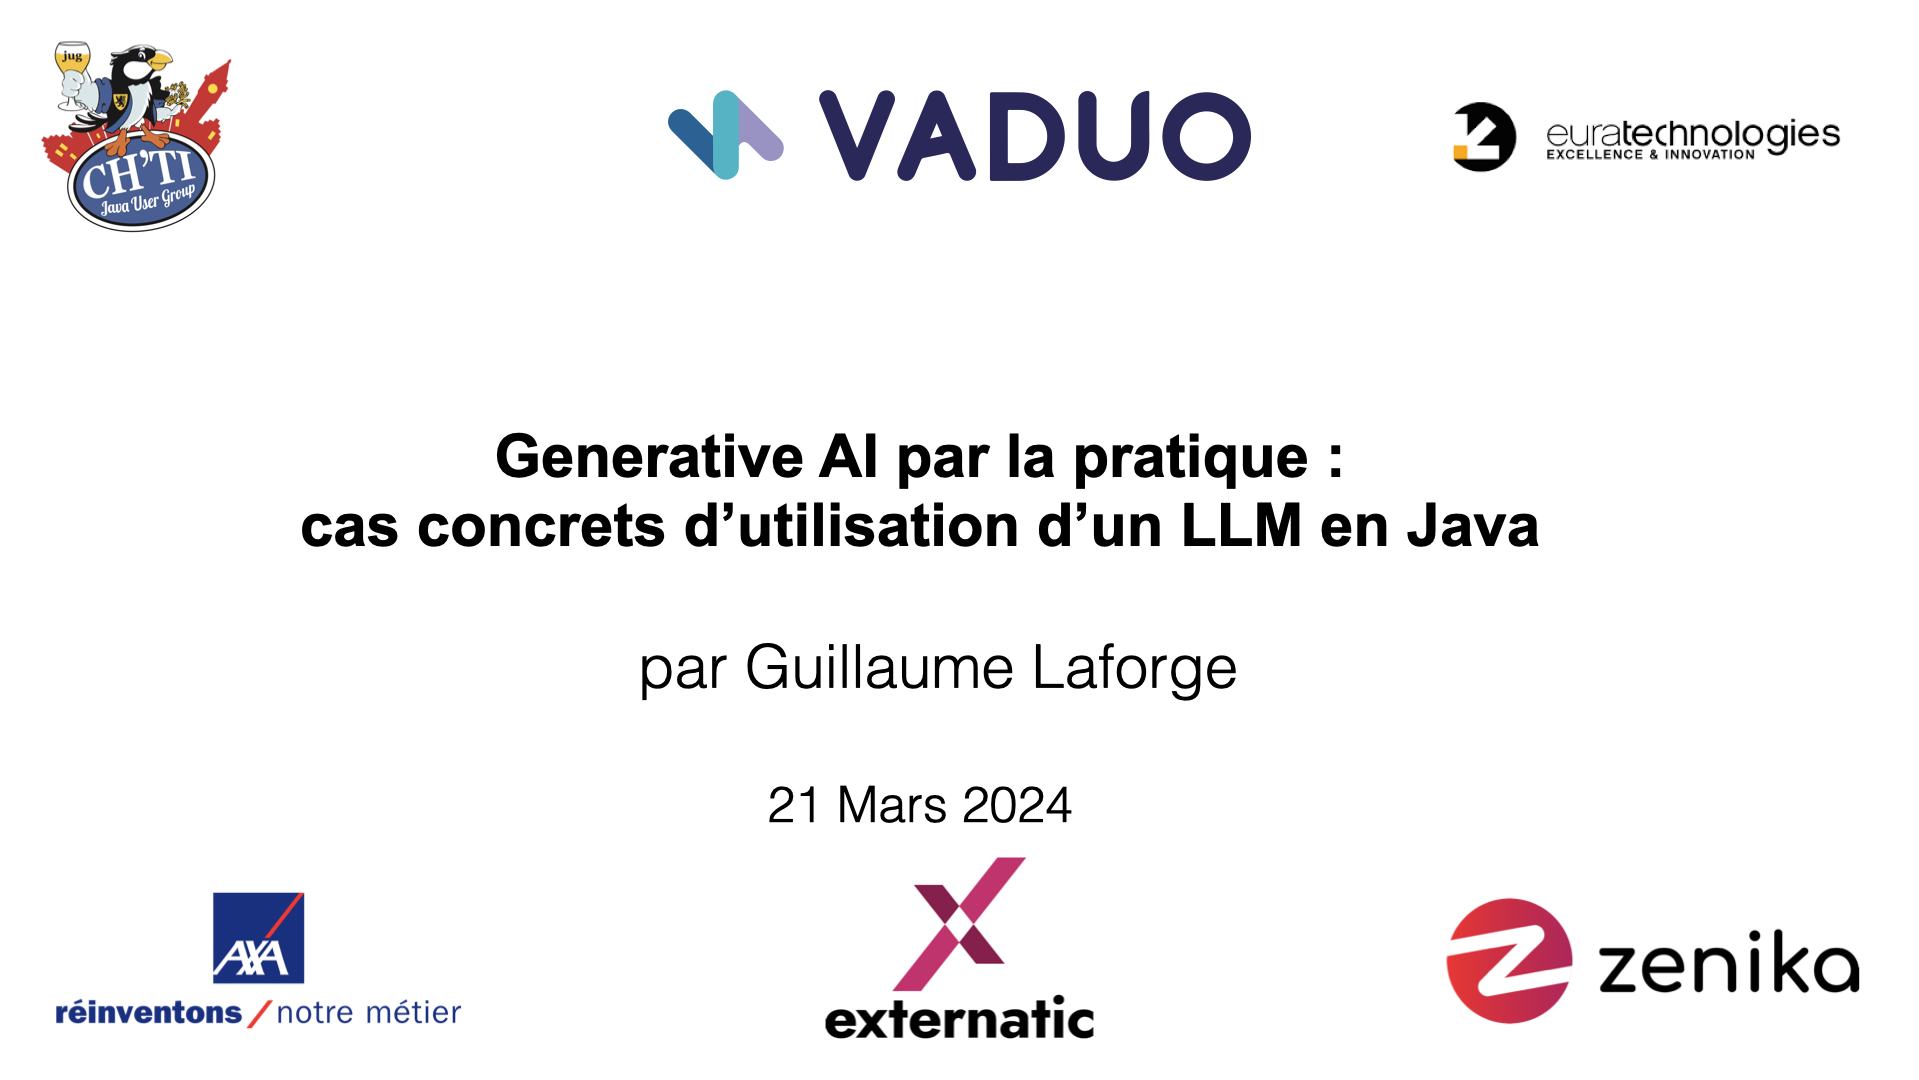 jug
CH'TI
Java User Group
VADUO
euratechnologies
EXCELLENCE & INNOVATION
Generative AI par la pratique :
cas concrets d’utilisation d’un LLM en Java
par Guillaume Laforge
21 Mars 2024
AXA
réinventons / notre métier
externatic
zenika